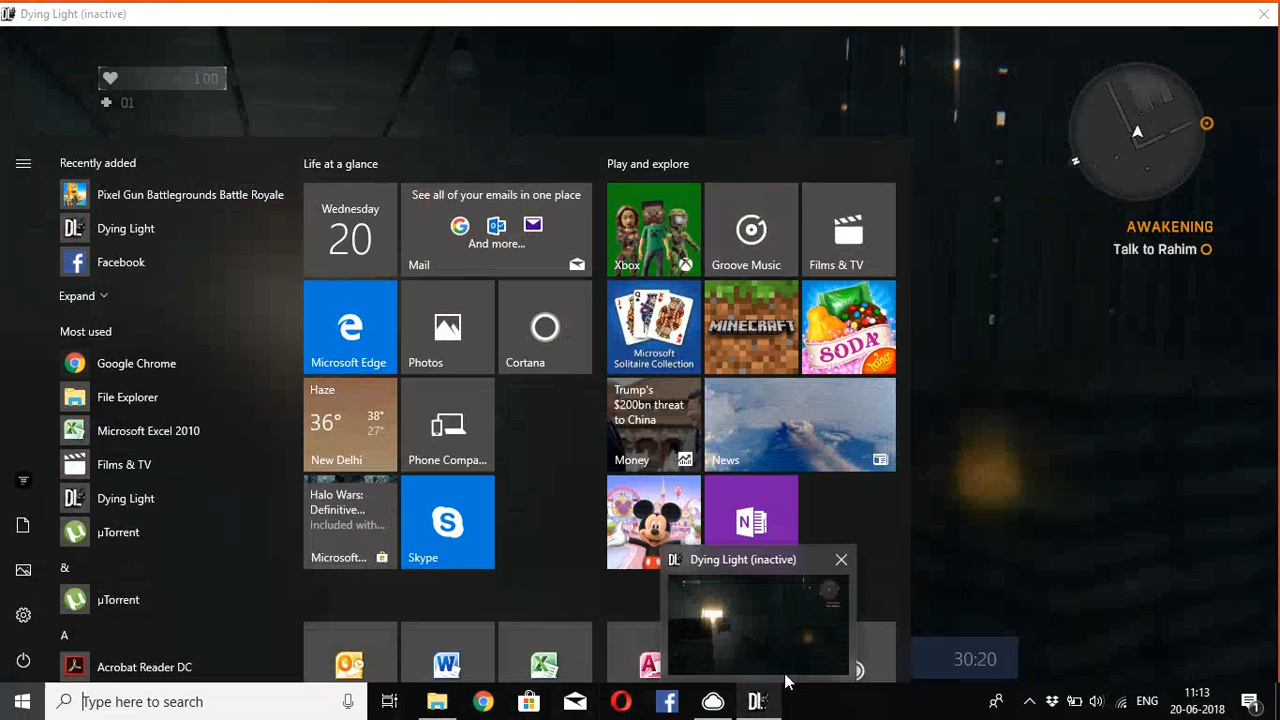 Dying Light (inactive)
100
01
AWAKENING
Talk to Rahim
Recently added
Pixel Gun Battlegrounds Battle Royale
Dying Light
Facebook
Expand
Most used
Google Chrome
File Explorer
Microsoft Excel 2010
Films & TV
Dying Light
µTorrent
&
µTorrent
A
Acrobat Reader DC
Life at a glance
Wednesday
20
See all of your emails in one place
And more...
Mail
Microsoft Edge
Photos
Cortana
Haze
36°
38°
27°
New Delhi
Phone Compa...
Halo Wars:
Definitive...
Included with...
Microsoft...
Skype
Play and explore
Xbox
Groove Music
Films & TV
Microsoft
Solitaire Collection
MINECRAFT
SODA
King
Trump's
$200bn threat
to China
Money
News
Dying Light (inactive)
30:20
Type here to search
ENG
11:13
20-06-2018
1